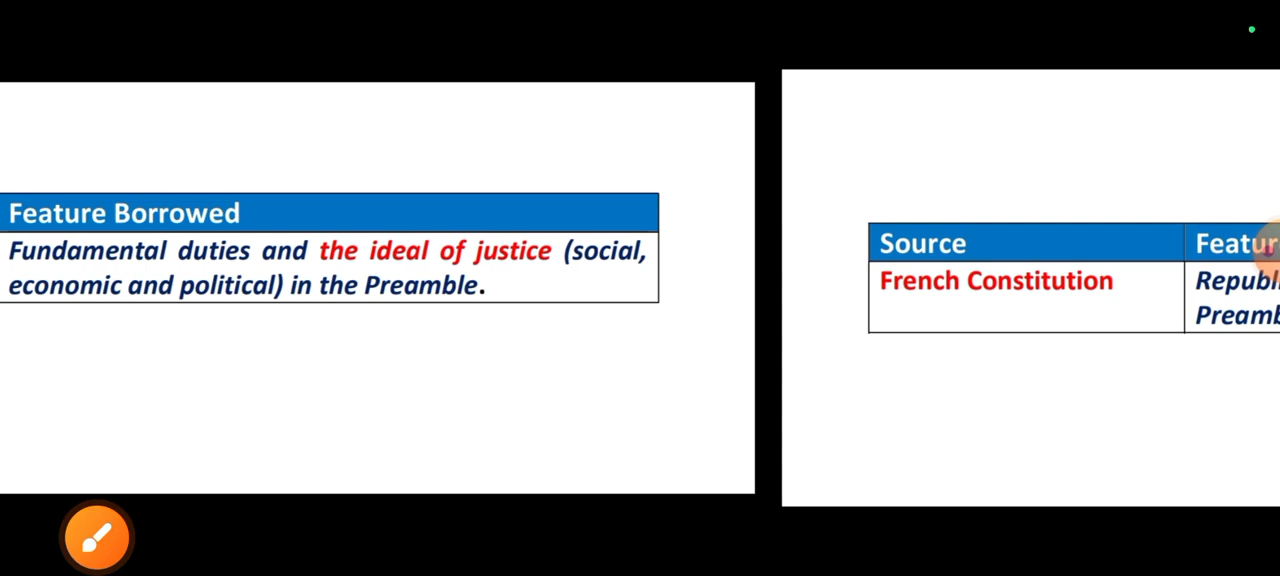 Feature Borrowed
Fundamental duties and the ideal of justice (social,
economic and political) in the Preamble.
Source
French Constitution